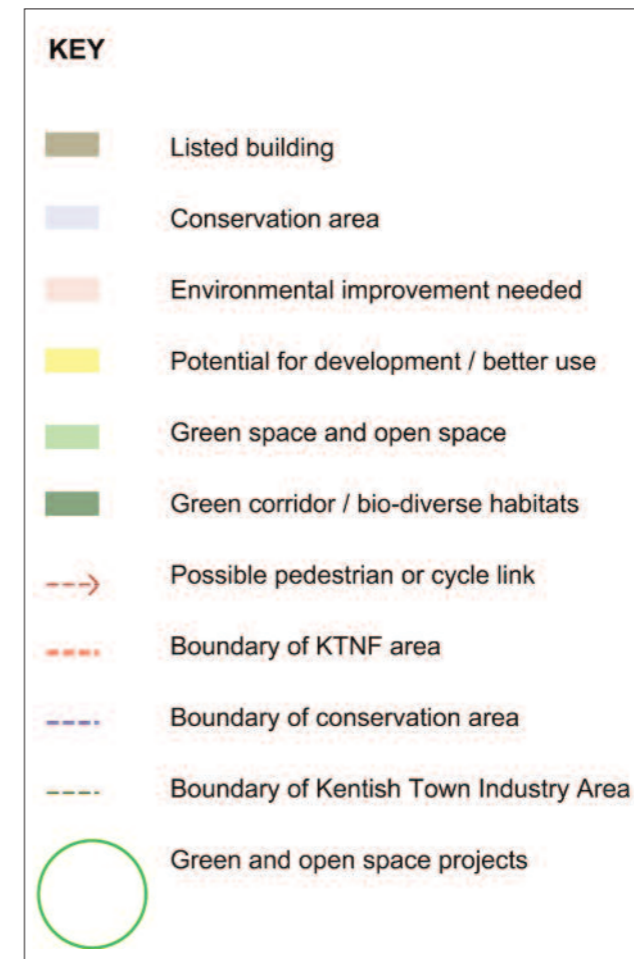 KEY
Listed building
Conservation area
Environmental improvement needed
Potential for development / better use
Green space and open space
Green corridor / bio-diverse habitats
Possible pedestrian or cycle link
Boundary of KTNF area
Boundary of conservation area
Boundary of Kentish Town Industry Area
Green and open space projects